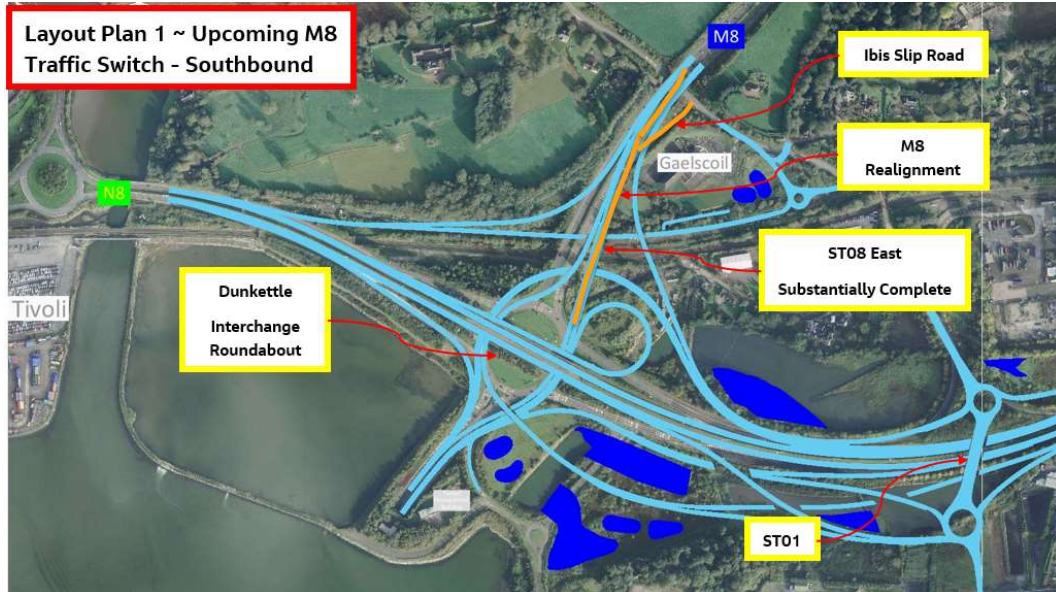 Layout Plan 1 ~ Upcoming M8
Traffic Switch - Southbound
M8
Ibis Slip Road
M8
Realignment
Gaelscoil
N8
ST08 East
Substantially Complete
Dunkettle
Interchange
Roundabout
Tivoli
ST01